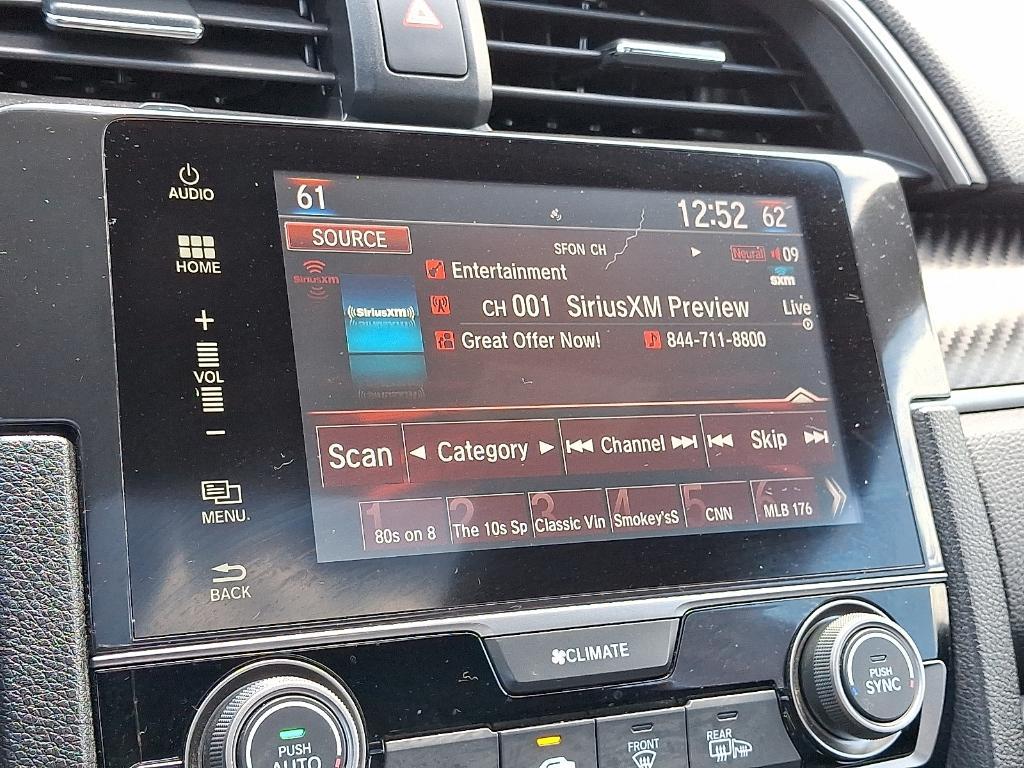 AUDIO
HOME
+
VOL
−
MENU.
BACK
61
12:52 62
SOURCE
SFON CH
Neural 09
SiriusXM
Entertainment
sxm
((SiriusXM))
CH 001 SiriusXM Preview
Live
Great Offer Now! 844-711-8800
Scan
Category
Channel
Skip
1 80s on 8
2 The 10s Sp
3 Classic Vin
4 Smokey'sS
5 CNN
6 MLB 176
CLIMATE
PUSH
AUTO
FRONT
REAR
PUSH
SYNC